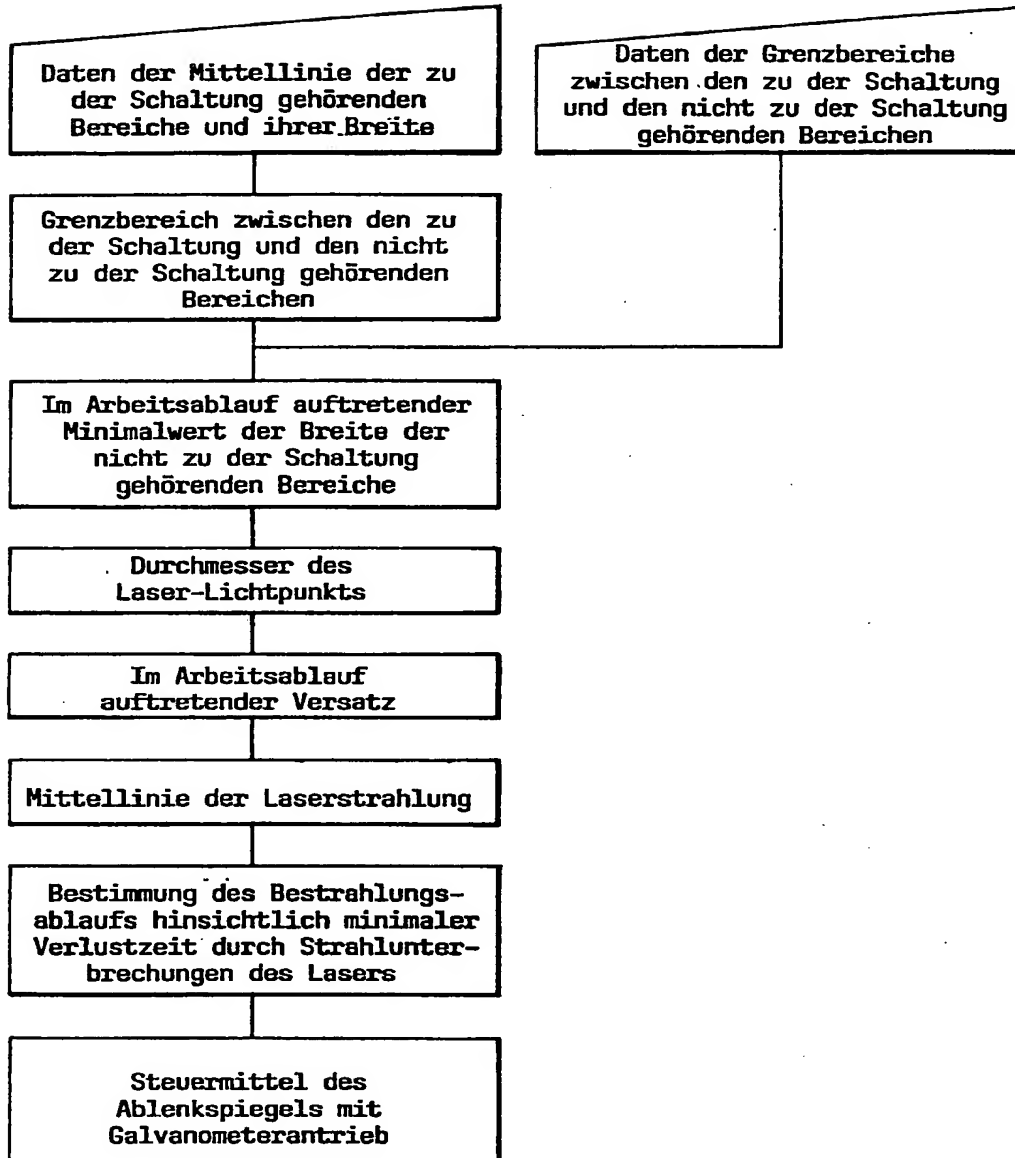 Daten der Mittellinie der zu
der Schaltung gehörenden
Bereiche und ihrer Breite
Daten der Grenzbereiche
zwischen den zu der Schaltung
und den nicht zu der Schaltung
gehörenden Bereichen
Grenzbereich zwischen den zu
der Schaltung und den nicht
zu der Schaltung gehörenden
Bereichen
Im Arbeitsablauf auftretender
Minimalwert der Breite der
nicht zu der Schaltung
gehörenden Bereiche
Durchmesser des
Laser-Lichtpunkts
Im Arbeitsablauf
auftretender Versatz
Mittellinie der Laserstrahlung
Bestimmung des Bestrahlungs-
ablaufs hinsichtlich minimaler
Verlustzeit durch Strahlunter-
brechungen des Lasers
Steuermittel des
Ablenkspiegels mit
Galvanometerantrieb